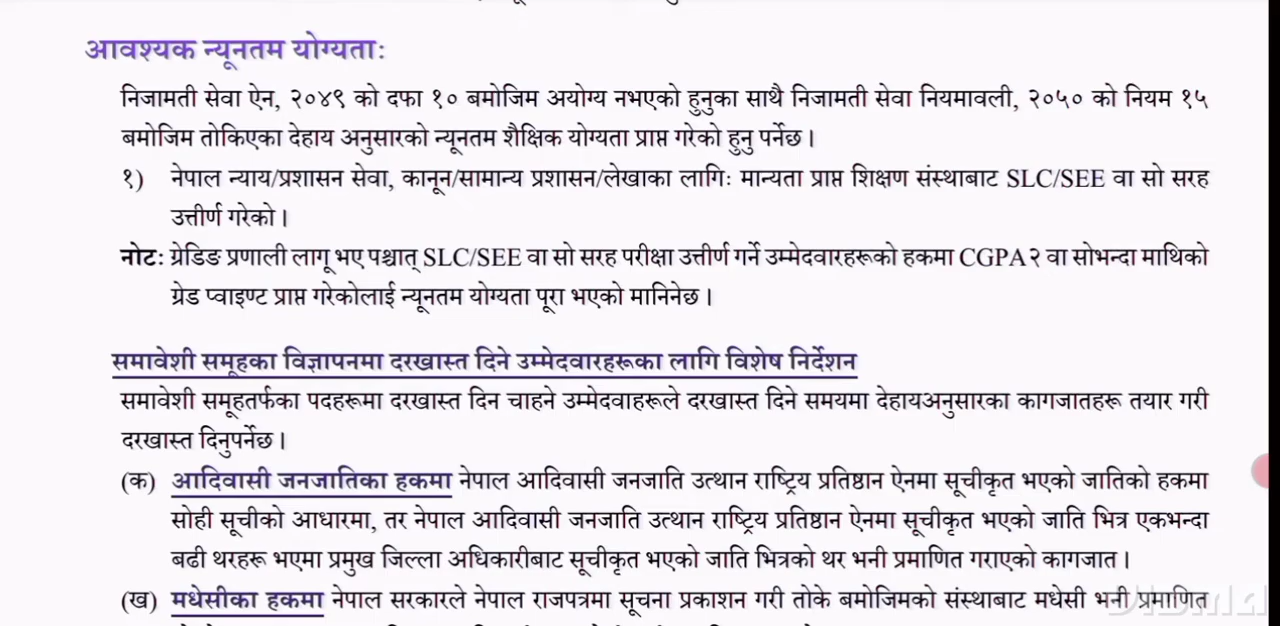 आवश्यक न्यूनतम योग्यताः
निजामती सेवा ऐन, २०४९ को दफा १० बमोजिम अयोग्य नभएको हुनुका साथै निजामती सेवा नियमावली, २०५० को नियम १५
बमोजिम तोकिएका देहाय अनुसारको न्यूनतम शैक्षिक योग्यता प्राप्त गरेको हुनु पर्नेछ।
१) नेपाल न्याय/प्रशासन सेवा, कानून/सामान्य प्रशासन/लेखाका लागिः मान्यता प्राप्त शिक्षण संस्थाबाट SLC/SEE वा सो सरह
उत्तीर्ण गरेको।
नोटः ग्रेडिङ प्रणाली लागू भए पश्चात् SLC/SEE वा सो सरह परीक्षा उत्तीर्ण गर्ने उम्मेदवारहरूको हकमा CGPA२ वा सोभन्दा माथिको
ग्रेड प्वाइण्ट प्राप्त गरेकोलाई न्यूनतम योग्यता पूरा भएको मानिनेछ।
समावेशी समूहका विज्ञापनमा दरखास्त दिने उम्मेदवारहरूका लागि विशेष निर्देशन
समावेशी समूहतर्फका पदहरूमा दरखास्त दिन चाहने उम्मेदवाहरूले दरखास्त दिने समयमा देहायअनुसारका कागजातहरू तयार गरी
दरखास्त दिनुपर्नेछ।
(क) आदिवासी जनजातिका हकमा नेपाल आदिवासी जनजाति उत्थान राष्ट्रिय प्रतिष्ठान ऐनमा सूचीकृत भएको जातिको हकमा
सोही सूचीको आधारमा, तर नेपाल आदिवासी जनजाति उत्थान राष्ट्रिय प्रतिष्ठान ऐनमा सूचीकृत भएको जाति भित्र एकभन्दा
बढी थरहरू भएमा प्रमुख जिल्ला अधिकारीबाट सूचीकृत भएको जाति भित्रको थर भनी प्रमाणित गराएको कागजात।
(ख) मधेसीका हकमा नेपाल सरकारले नेपाल राजपत्रमा सूचना प्रकाशन गरी तोके बमोजिमको संस्थाबाट मधेसी भनी प्रमाणित